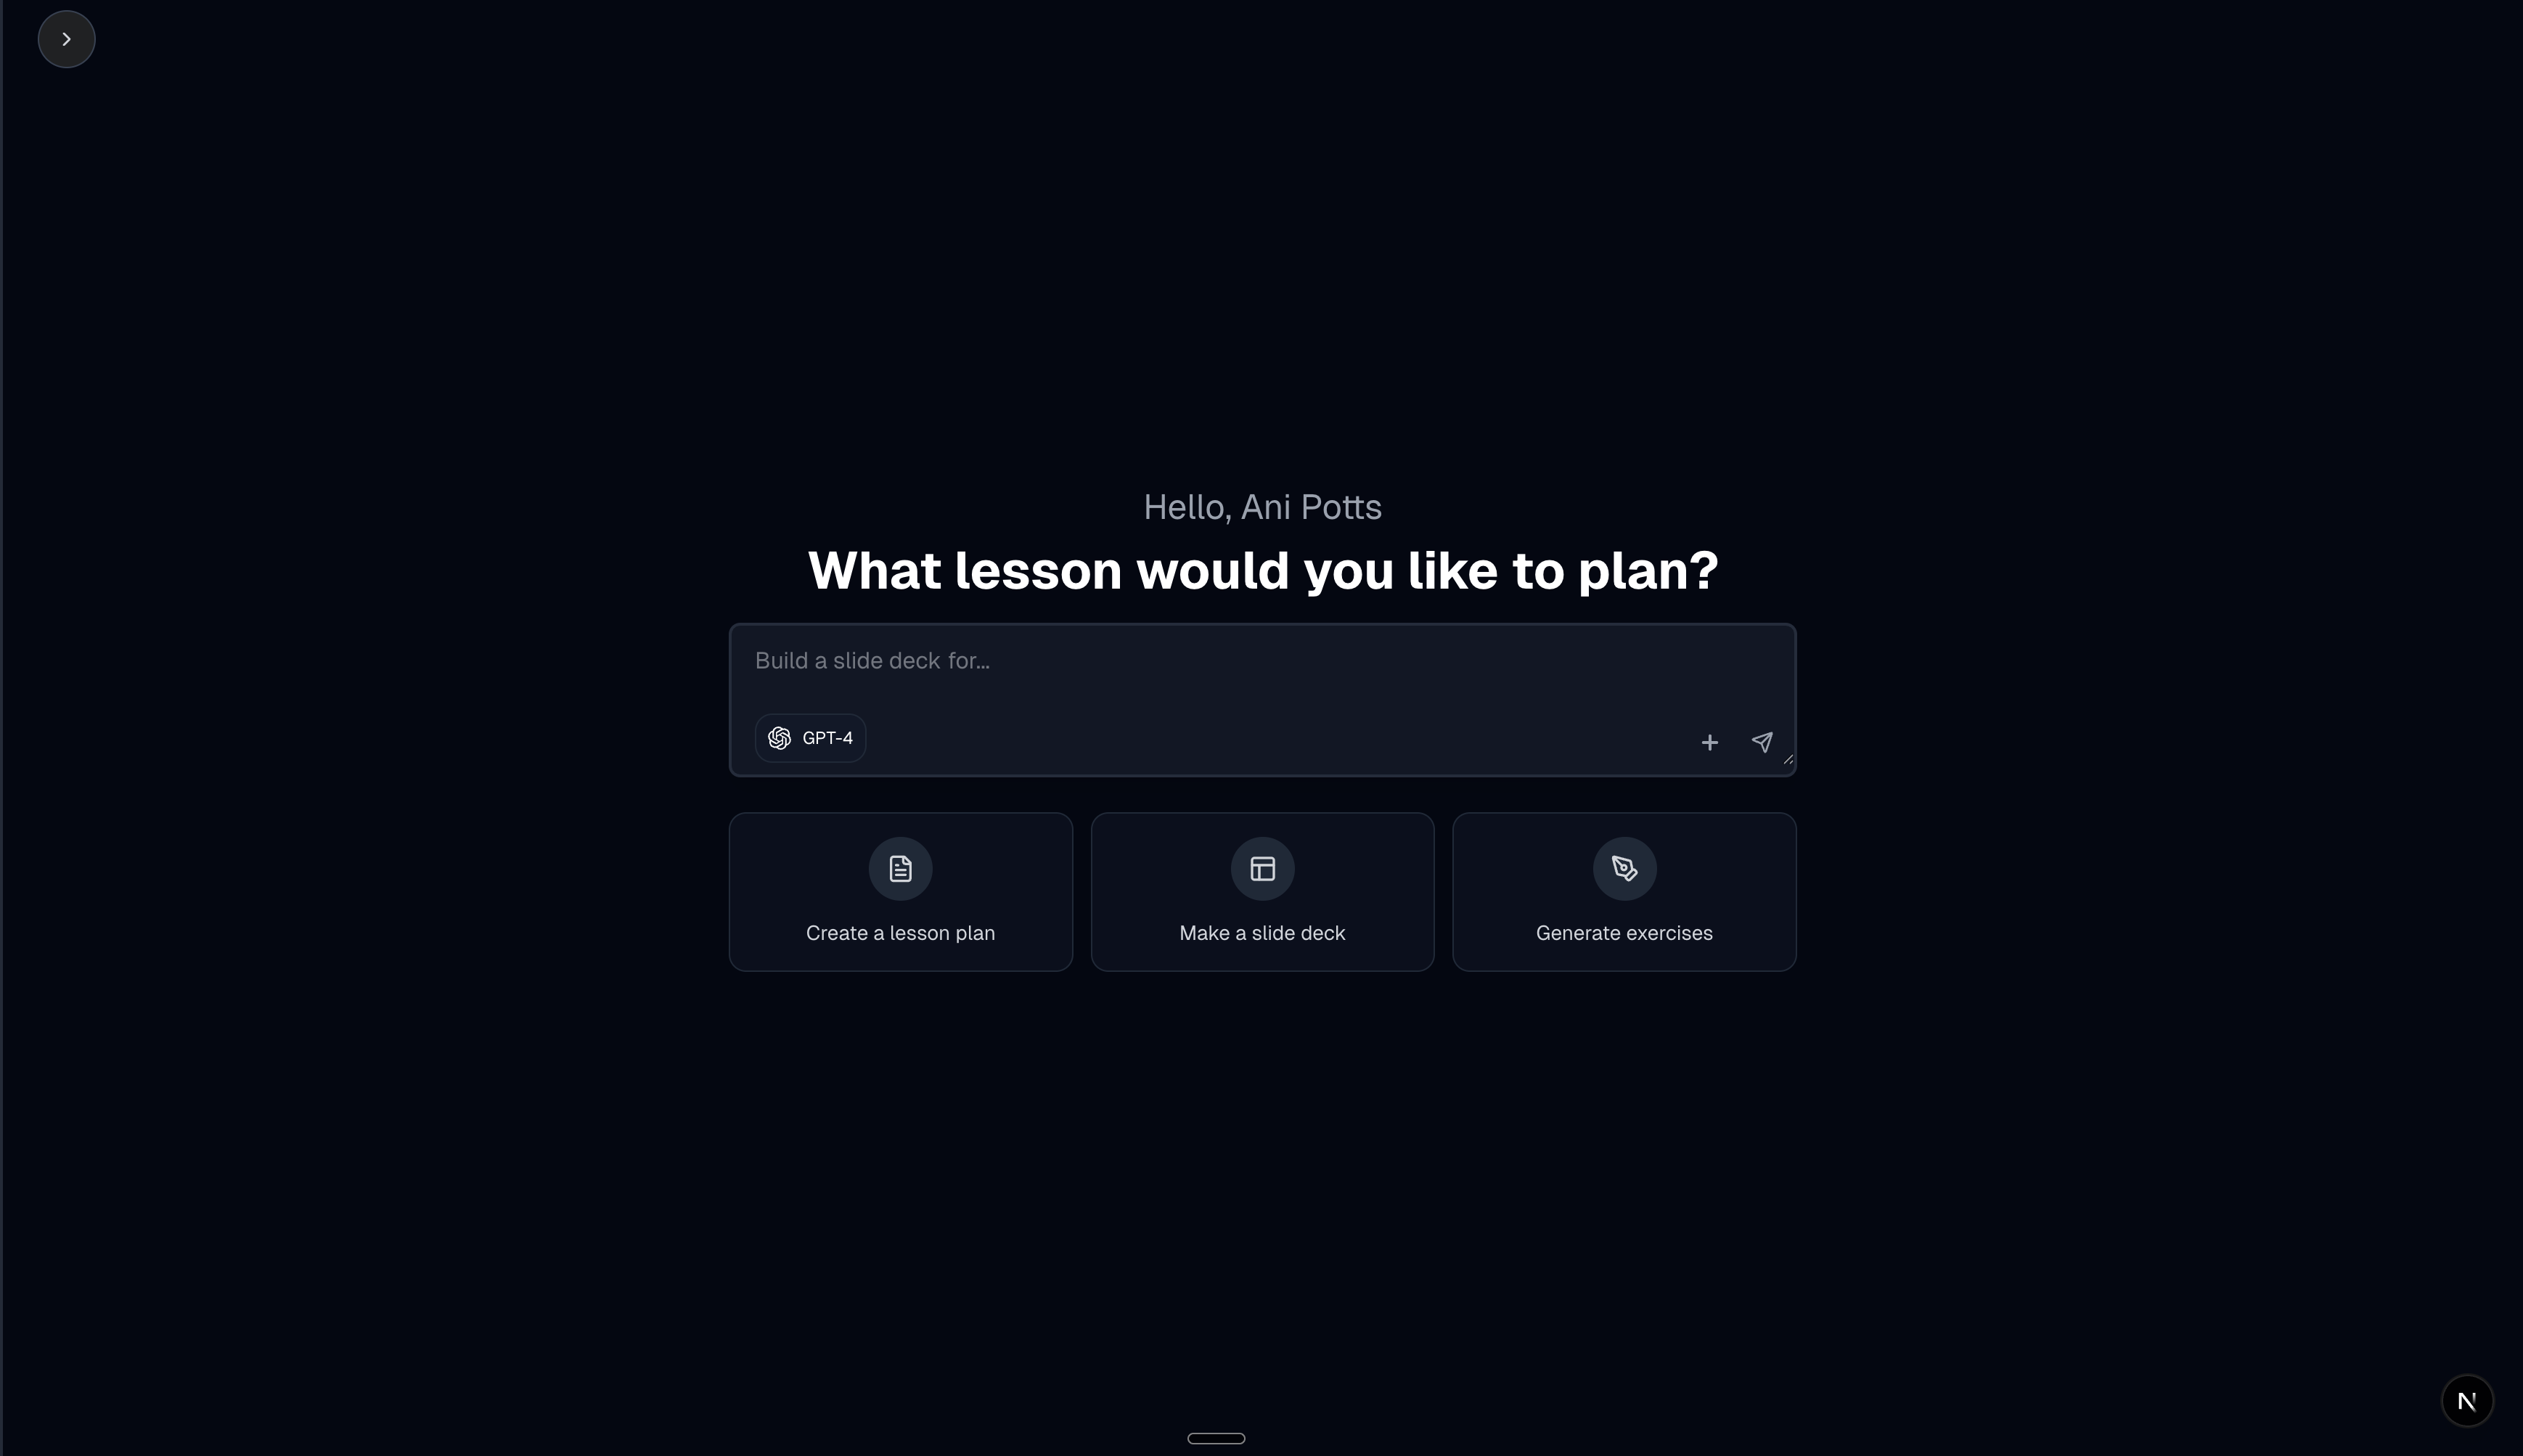 Hello, Ani Potts
What lesson would you like to plan?
Build a slide deck for...
GPT-4
Create a lesson plan
Make a slide deck
Generate exercises
N